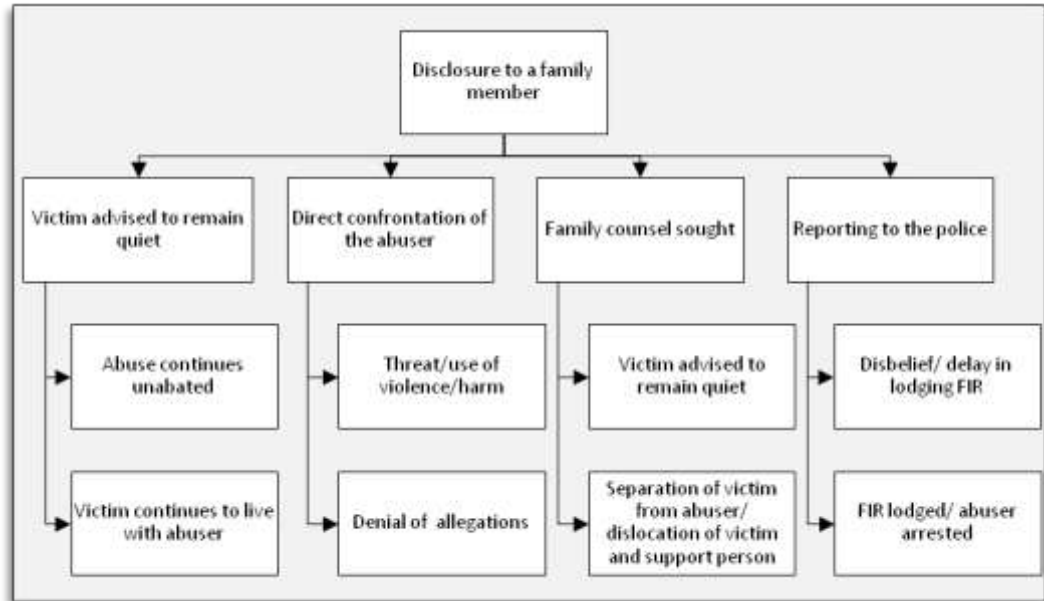 Disclosure to a family
member
Victim advised to remain
quiet
Direct confrontation of
the abuser
Family counsel sought
Reporting to the police
Abuse continues
unabated
Threat/use of
violence/harm
Victim advised to
remain quiet
Disbelief/ delay in
lodging FIR
Victim continues to live
with abuser
Denial of allegations
Separation of victim
from abuser/
dislocation of victim
and support person
FIR lodged/ abuser
arrested